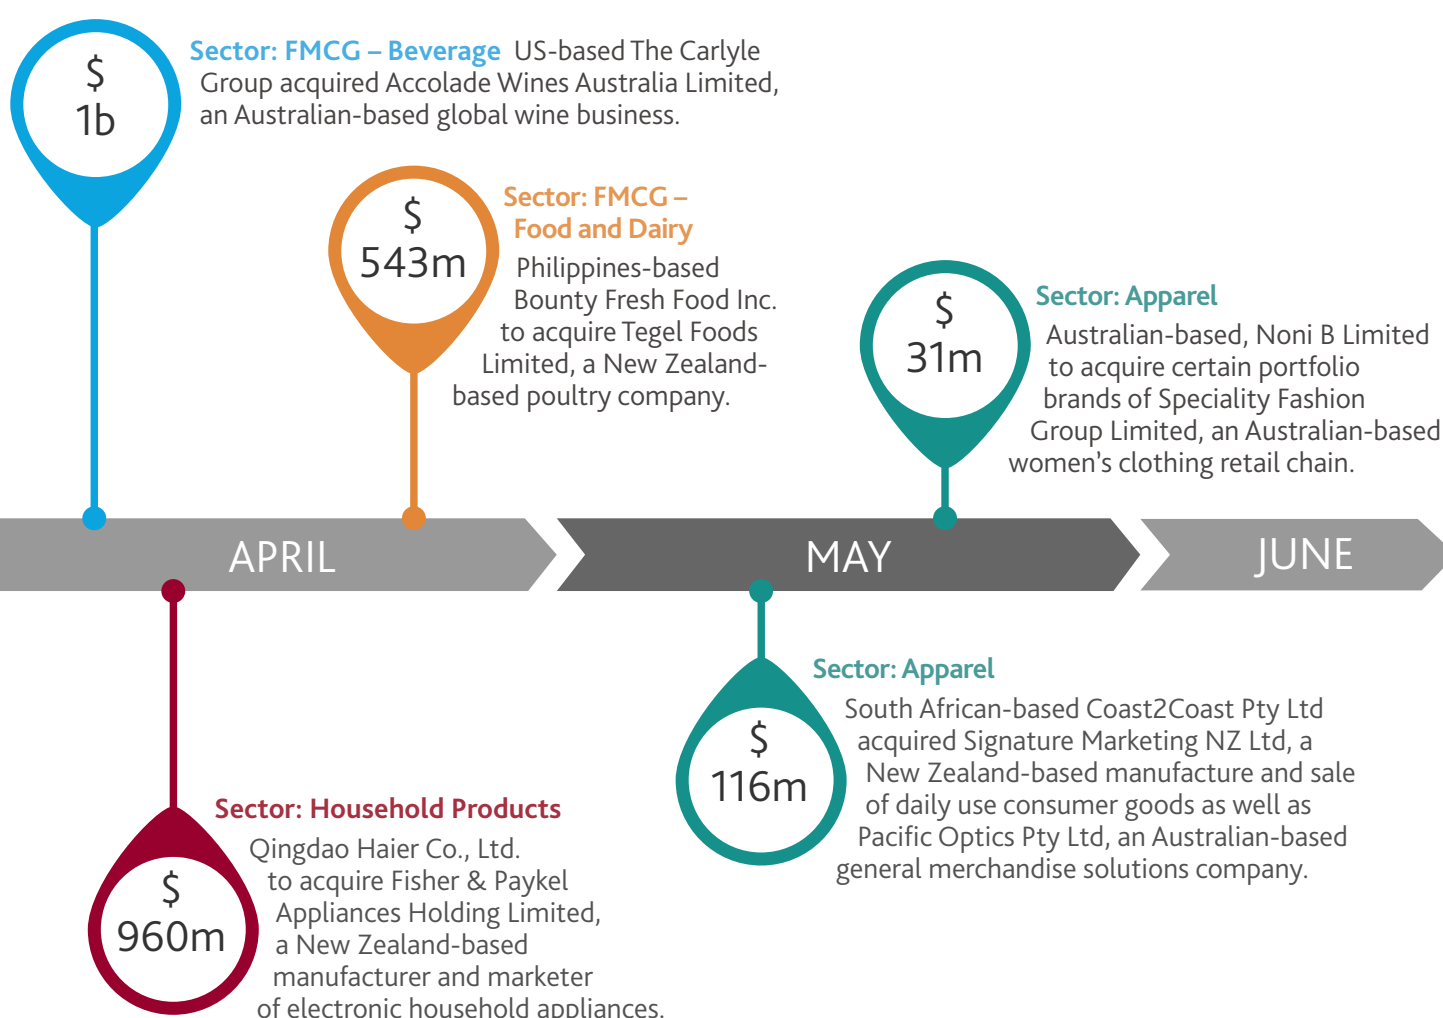 $
1b
Sector: FMCG – Beverage US-based The Carlyle
Group acquired Accolade Wines Australia Limited,
an Australian-based global wine business.
$
543m
Sector: FMCG –
Food and Dairy
Philippines-based
Bounty Fresh Food Inc.
to acquire Tegel Foods
Limited, a New Zealand-
based poultry company.
$
31m
Sector: Apparel
Australian-based, Noni B Limited
to acquire certain portfolio
brands of Speciality Fashion
Group Limited, an Australian-based
women's clothing retail chain.
APRIL
MAY
JUNE
Sector: Household Products
$
960m
Qingdao Haier Co., Ltd.
to acquire Fisher & Paykel
Appliances Holding Limited,
a New Zealand-based
manufacturer and marketer
of electronic household appliances.
Sector: Apparel
$
116m
South African-based Coast2Coast Pty Ltd
acquired Signature Marketing NZ Ltd, a
New Zealand-based manufacture and sale
of daily use consumer goods as well as
Pacific Optics Pty Ltd, an Australian-based
general merchandise solutions company.